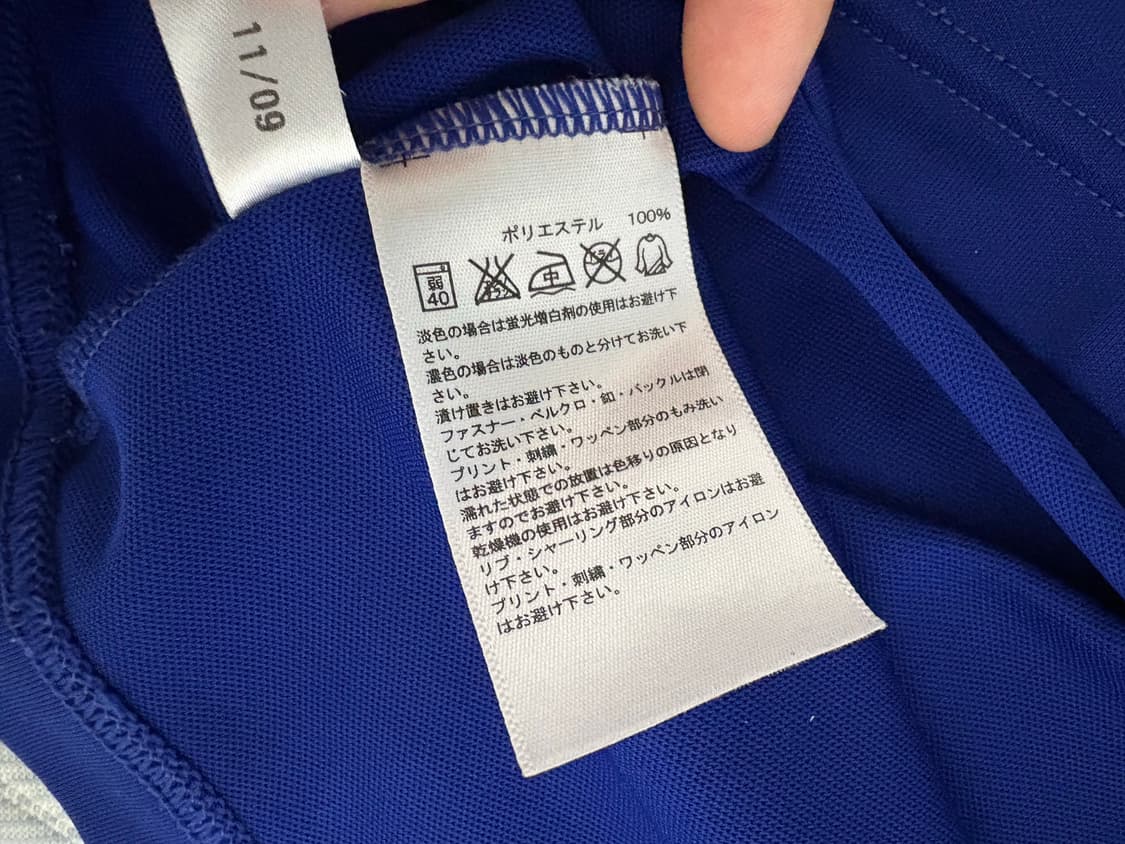 11/09
ポリエステル 100%
弱
40
エンソ
サラシ
中
ドライ
淡色の場合は蛍光増白剤の使用はお避け下
さい。
濃色の場合は淡色のものと分けてお洗い下
さい。
漬け置きはお避け下さい。
ファスナー・ベルクロ・釦・バックルは閉
じてお洗い下さい。
プリント・刺繍・ワッペン部分のもみ洗い
はお避け下さい。
濡れた状態での放置は色移りの原因となり
ますのでお避け下さい。
乾燥機の使用はお避け下さい。
リブ・シャーリング部分のアイロンはお避
け下さい。
プリント・刺繍・ワッペン部分のアイロン
はお避け下さい。